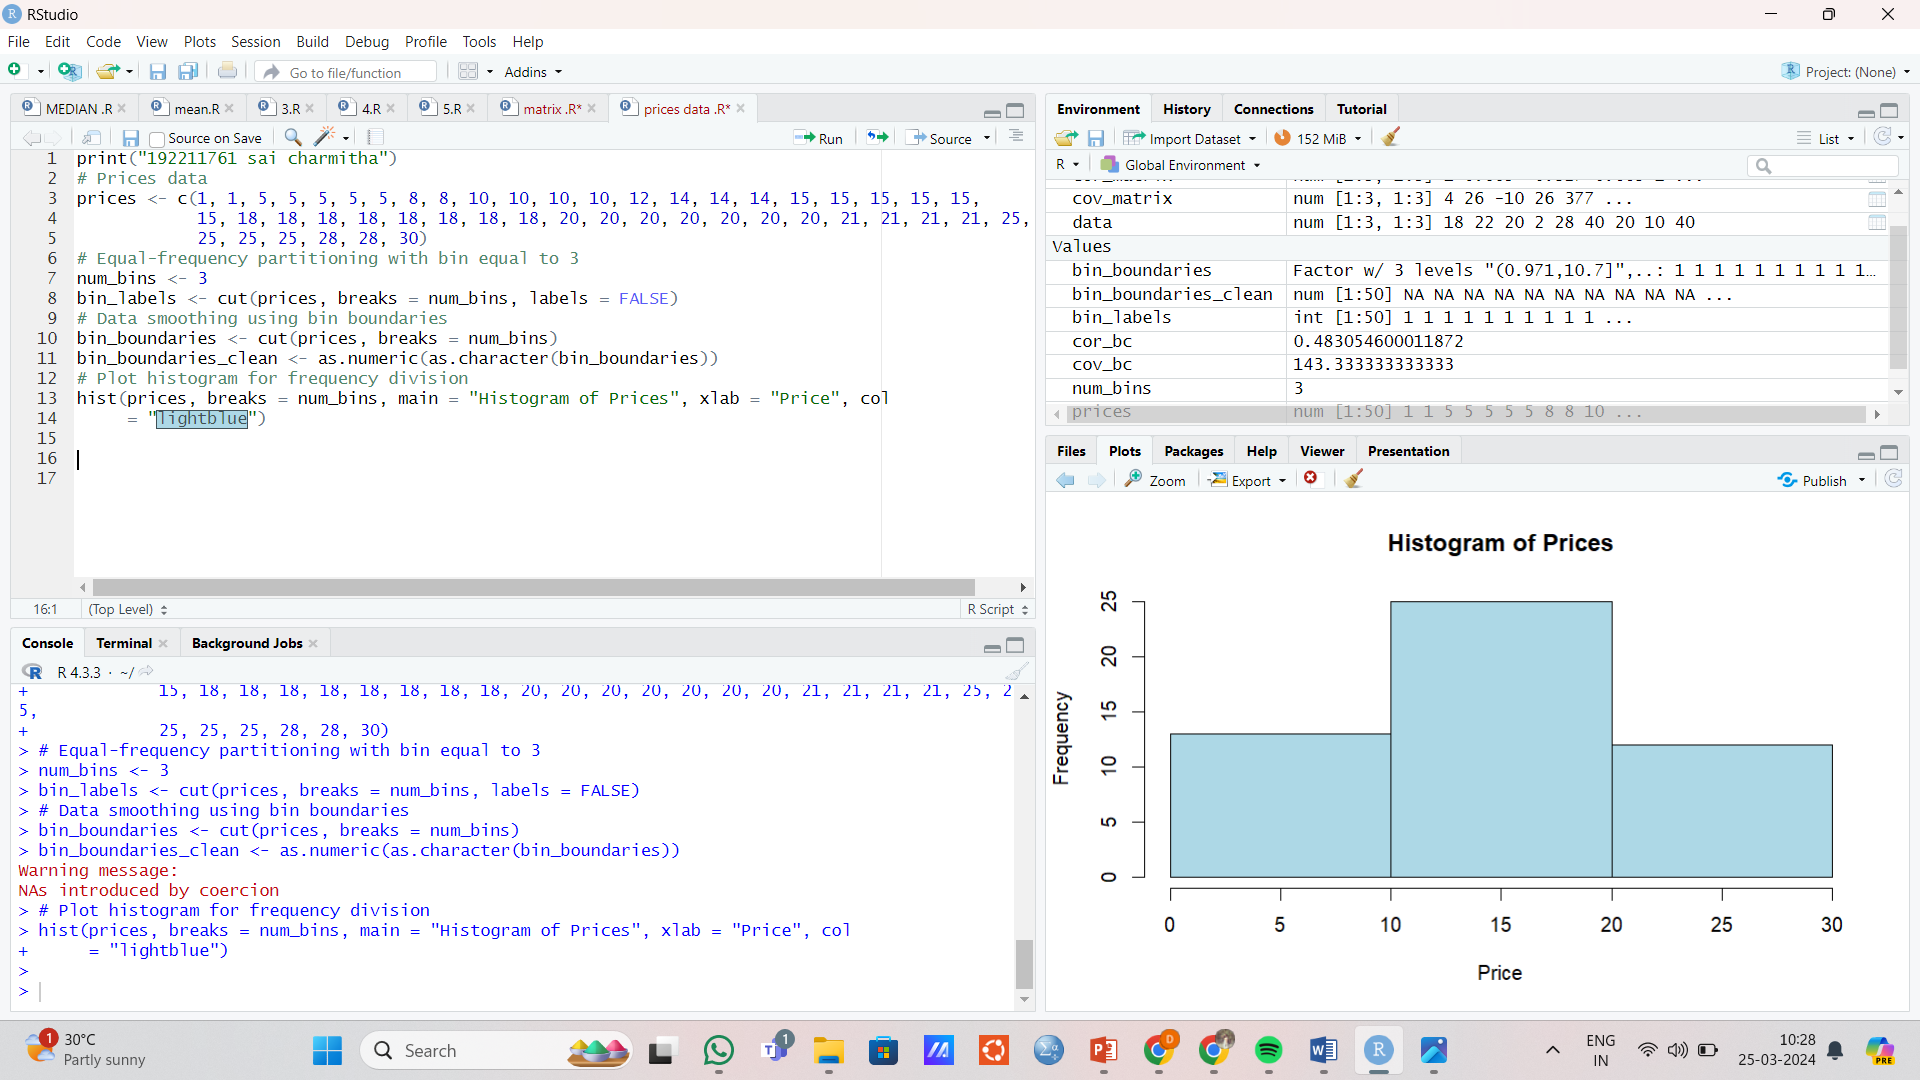 RStudio
File Edit Code View Plots Session Build Debug Profile Tools Help
Go to file/function Addins Project: (None)
MEDIAN .R mean.R 3.R 4.R 5.R matrix .R* prices data .R*
Source on Save Run Source
1 print("192211761 sai charmitha")
2 # Prices data
3 prices <- c(1, 1, 5, 5, 5, 5, 5, 8, 8, 10, 10, 10, 10, 12, 14, 14, 14, 15, 15, 15, 15, 15,
4 15, 18, 18, 18, 18, 18, 18, 18, 18, 20, 20, 20, 20, 20, 20, 20, 21, 21, 21, 21, 25,
5 25, 25, 25, 28, 28, 30)
6 # Equal-frequency partitioning with bin equal to 3
7 num_bins <- 3
8 bin_labels <- cut(prices, breaks = num_bins, labels = FALSE)
9 # Data smoothing using bin boundaries
10 bin_boundaries <- cut(prices, breaks = num_bins)
11 bin_boundaries_clean <- as.numeric(as.character(bin_boundaries))
12 # Plot histogram for frequency division
13 hist(prices, breaks = num_bins, main = "Histogram of Prices", xlab = "Price", col
14 = "lightblue")
15
16
17
16:1 (Top Level) R Script
Console Terminal Background Jobs
R 4.3.3 · ~/
+ 15, 18, 18, 18, 18, 18, 18, 18, 18, 20, 20, 20, 20, 20, 20, 20, 21, 21, 21, 21, 25, 2
5,
+ 25, 25, 25, 28, 28, 30)
> # Equal-frequency partitioning with bin equal to 3
> num_bins <- 3
> bin_labels <- cut(prices, breaks = num_bins, labels = FALSE)
> # Data smoothing using bin boundaries
> bin_boundaries <- cut(prices, breaks = num_bins)
> bin_boundaries_clean <- as.numeric(as.character(bin_boundaries))
Warning message:
NAs introduced by coercion
> # Plot histogram for frequency division
> hist(prices, breaks = num_bins, main = "Histogram of Prices", xlab = "Price", col
+ = "lightblue")
>
>
Environment History Connections Tutorial
Import Dataset 152 MiB List
R Global Environment
cov_matrix num [1:3, 1:3] 4 26 -10 26 377 ...
data num [1:3, 1:3] 18 22 20 2 28 40 20 10 40
Values
bin_boundaries Factor w/ 3 levels "(0.971,10.7]",..: 1 1 1 1 1 1 1 1 1 1…
bin_boundaries_clean num [1:50] NA NA NA NA NA NA NA NA NA NA ...
bin_labels int [1:50] 1 1 1 1 1 1 1 1 1 1 ...
cor_bc 0.483054600011872
cov_bc 143.333333333333
num_bins 3
prices num [1:50] 1 1 5 5 5 5 5 8 8 10 ...
Files Plots Packages Help Viewer Presentation
Zoom Export Publish
Histogram of Prices
Frequency
25
20
15
10
5
0
0 5 10 15 20 25 30
Price
1 30°C
Partly sunny
Search
1
D
ENG
IN
10:28
25-03-2024
PRE